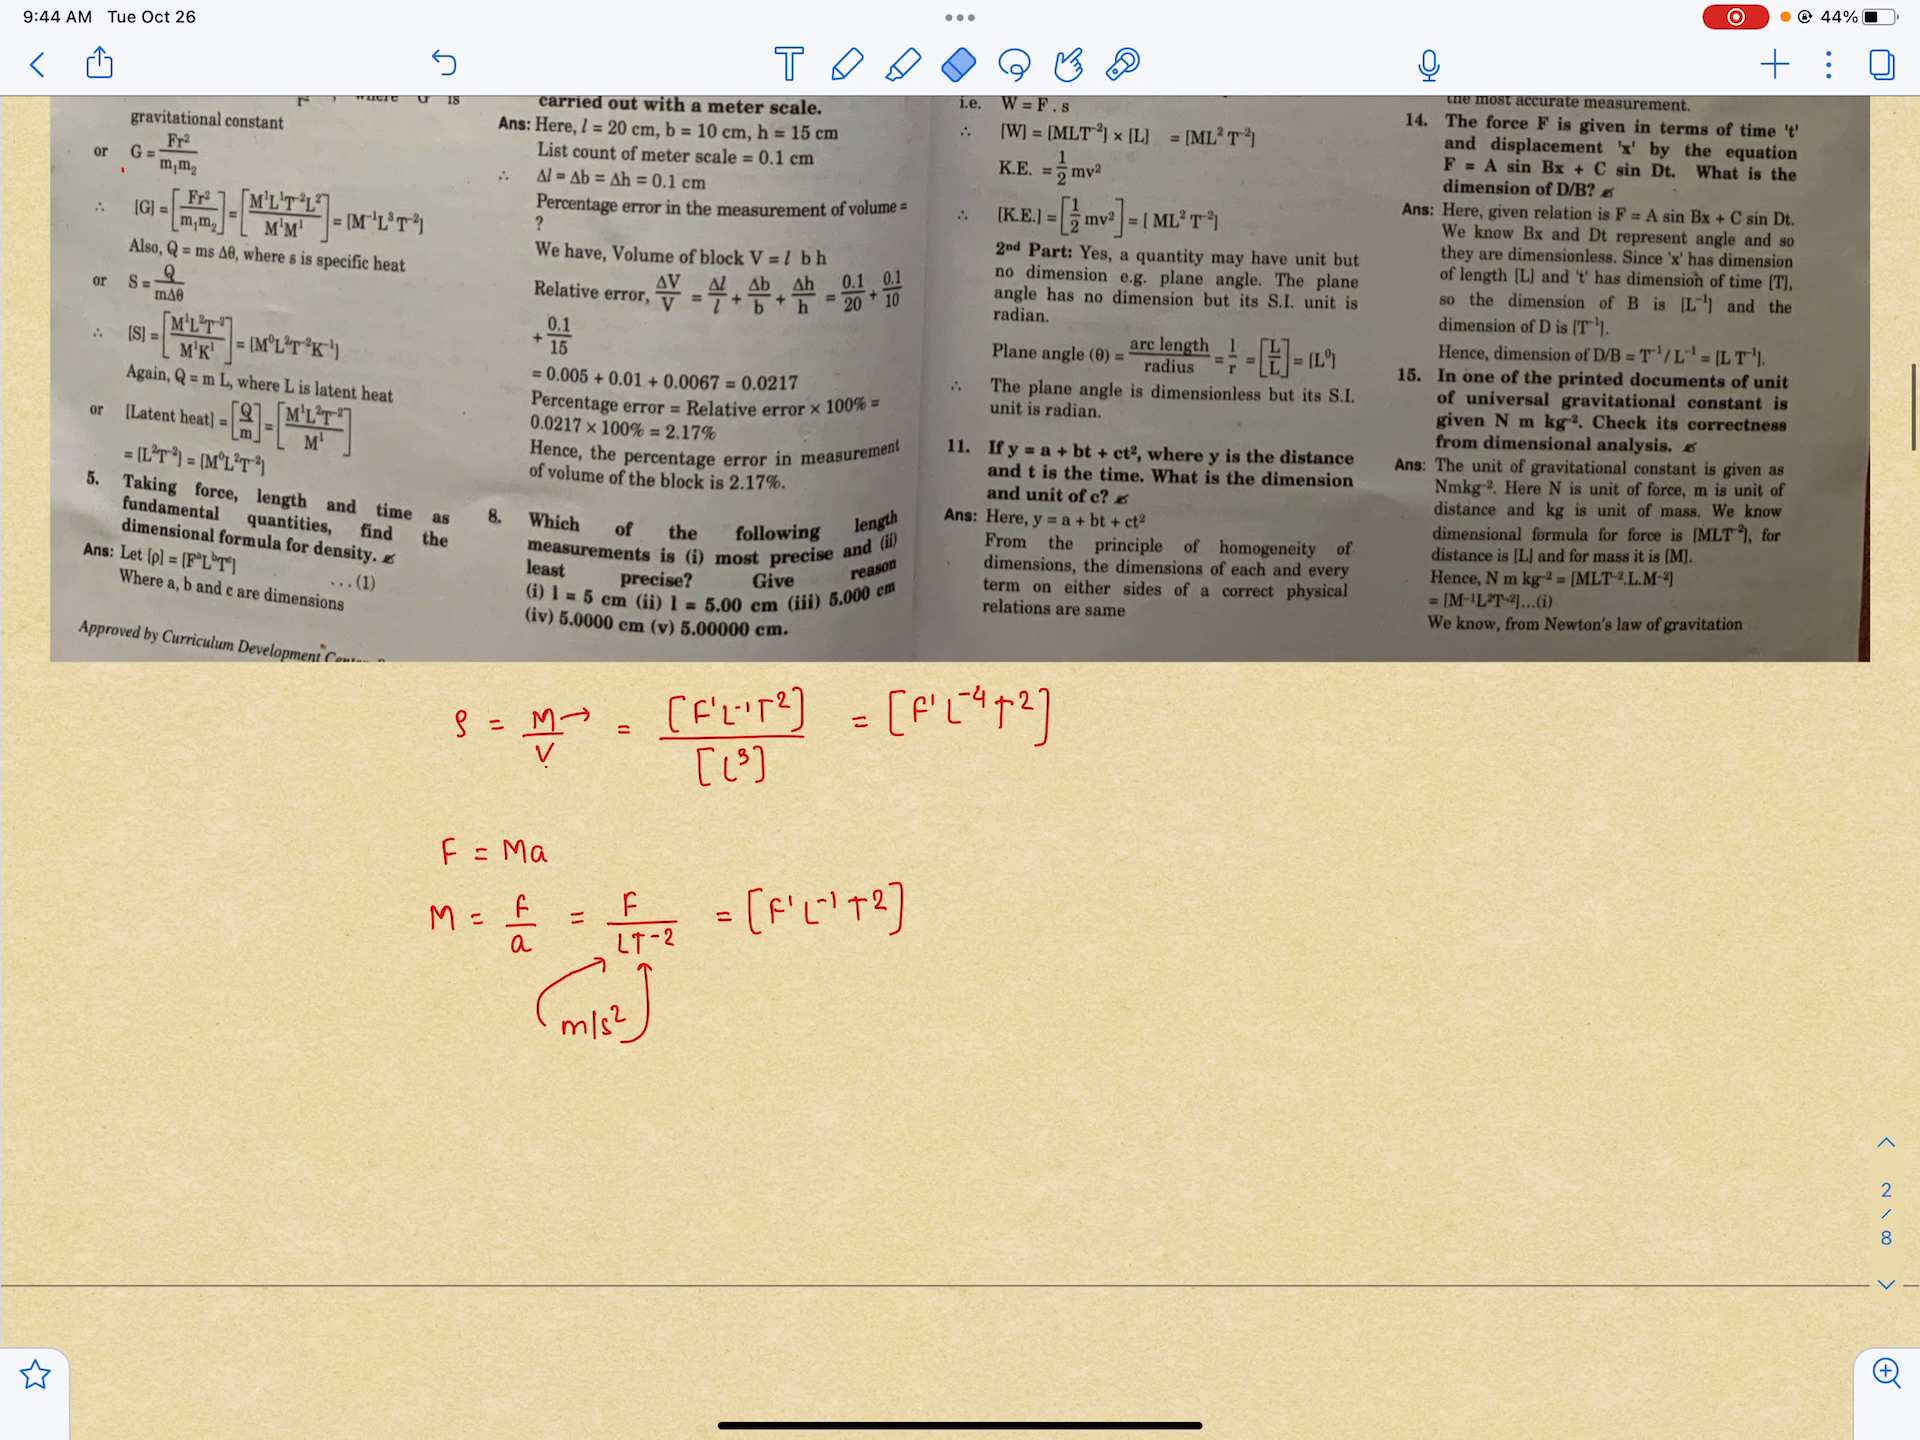 9:44 AM Tue Oct 26
44%
gravitational constant
or G = Fr²/m₁m₂
∴ [G] = [Fr²/m₁m₂] = [M¹L¹T⁻²L²/M¹M¹] = [M⁻¹L³T⁻²]
Also, Q = ms Δθ, where s is specific heat
or S = Q/mΔθ
∴ [S] = [M¹L²T⁻²/M¹K¹] = [M⁰L²T⁻²K⁻¹]
Again, Q = m L, where L is latent heat
or [Latent heat] = [Q/m] = [M¹L²T⁻²/M¹]
= [L²T⁻²] = [M⁰L²T⁻²]
5. Taking force, length and time as
fundamental quantities, find the
dimensional formula for density.
Ans: Let [ρ] = [FᵃLᵇTᶜ] ...(1)
Where a, b and c are dimensions
Approved by Curriculum Development
carried out with a meter scale.
Ans: Here, l = 20 cm, b = 10 cm, h = 15 cm
List count of meter scale = 0.1 cm
∴ Δl = Δb = Δh = 0.1 cm
Percentage error in the measurement of volume =
?
We have, Volume of block V = l b h
Relative error, ΔV/V = Δl/l + Δb/b + Δh/h = 0.1/20 + 0.1/10
+ 0.1/15
= 0.005 + 0.01 + 0.0067 = 0.0217
Percentage error = Relative error × 100% =
0.0217 × 100% = 2.17%
Hence, the percentage error in measurement
of volume of the block is 2.17%.
8. Which of the following length
measurements is (i) most precise and (ii)
least precise? Give reason
(i) l = 5 cm (ii) l = 5.00 cm (iii) 5.000 cm
(iv) 5.0000 cm (v) 5.00000 cm.
i.e. W = F . s
∴ [W] = [MLT⁻²] × [L] = [ML² T⁻²]
K.E. = 1/2 mv²
∴ [K.E.] = [1/2 mv²] = [ ML² T⁻²]
2nd Part: Yes, a quantity may have unit but
no dimension e.g. plane angle. The plane
angle has no dimension but its S.I. unit is
radian.
Plane angle (θ) = arc length/radius = l/r = [L/L] = [L⁰]
∴ The plane angle is dimensionless but its S.I.
unit is radian.
11. If y = a + bt + ct², where y is the distance
and t is the time. What is the dimension
and unit of c?
Ans: Here, y = a + bt + ct²
From the principle of homogeneity of
dimensions, the dimensions of each and every
term on either sides of a correct physical
relations are same
the most accurate measurement.
14. The force F is given in terms of time 't'
and displacement 'x' by the equation
F = A sin Bx + C sin Dt. What is the
dimension of D/B?
Ans: Here, given relation is F = A sin Bx + C sin Dt.
We know Bx and Dt represent angle and so
they are dimensionless. Since 'x' has dimension
of length [L] and 't' has dimension of time [T],
so the dimension of B is [L⁻¹] and the
dimension of D is [T⁻¹].
Hence, dimension of D/B = T⁻¹/ L⁻¹ = [L T⁻¹].
15. In one of the printed documents of unit
of universal gravitational constant is
given N m kg⁻². Check its correctness
from dimensional analysis.
Ans: The unit of gravitational constant is given as
Nmkg⁻². Here N is unit of force, m is unit of
distance and kg is unit of mass. We know
dimensional formula for force is [MLT⁻²], for
distance is [L] and for mass it is [M].
Hence, N m kg⁻² = [MLT⁻².L.M⁻²]
= [M⁻¹L²T⁻²]...(i)
We know, from Newton's law of gravitation
ρ = M/V → = [F¹L⁻¹T²]/[L³] = [F¹L⁻⁴T²]
F = Ma
M = F/a = F/LT⁻² = [F¹L⁻¹T²]
m/s²
2
/
8